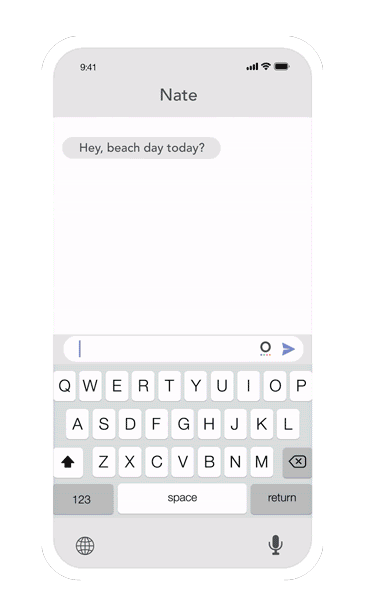 9:41
Nate
Hey, beach day today?
Q W E R T Y U I O P
A S D F G H J K L
Z X C V B N M
123 space return